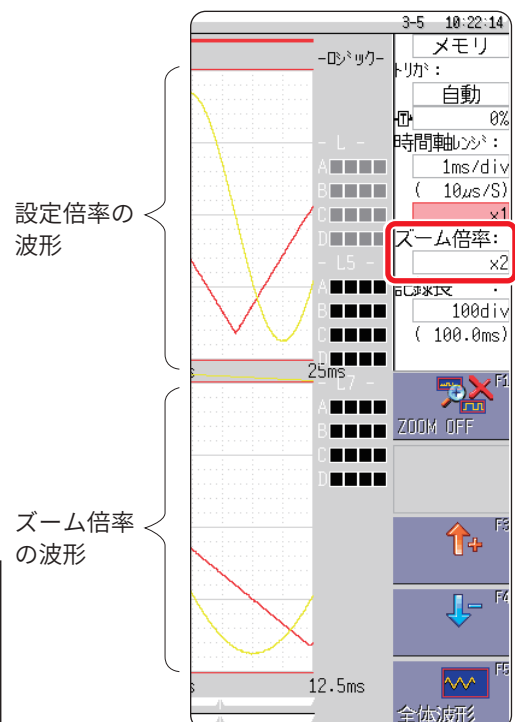 3-5 10:22:14
メモリ
トリガ:
自動
T 0%
時間軸レンジ:
1ms/div
( 10μs/S)
x1
ズーム倍率:
x2
記録長 :
100div
( 100.0ms)
-ロジック-
- L -
A
B
C
D
- L5 -
A
B
C
D
- L7 -
A
B
C
D
設定倍率の
波形
s 25ms
F1
ZOOM OFF
ズーム倍率
の波形
F3
+
F4
-
s 12.5ms
F5
全体波形